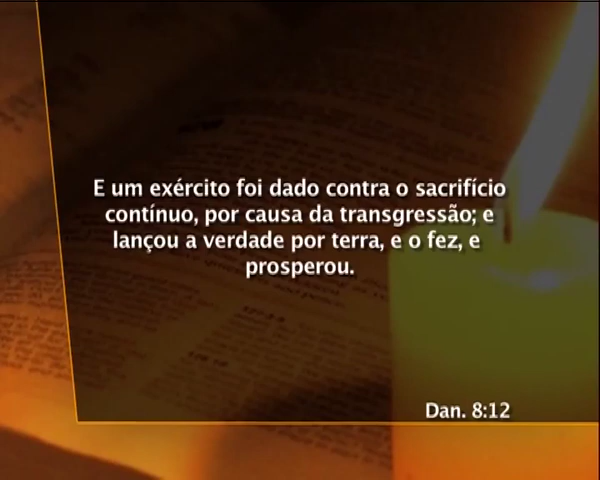 E um exército foi dado contra o sacrifício
contínuo, por causa da transgressão; e
lançou a verdade por terra, e o fez, e
prosperou.
Dan. 8:12